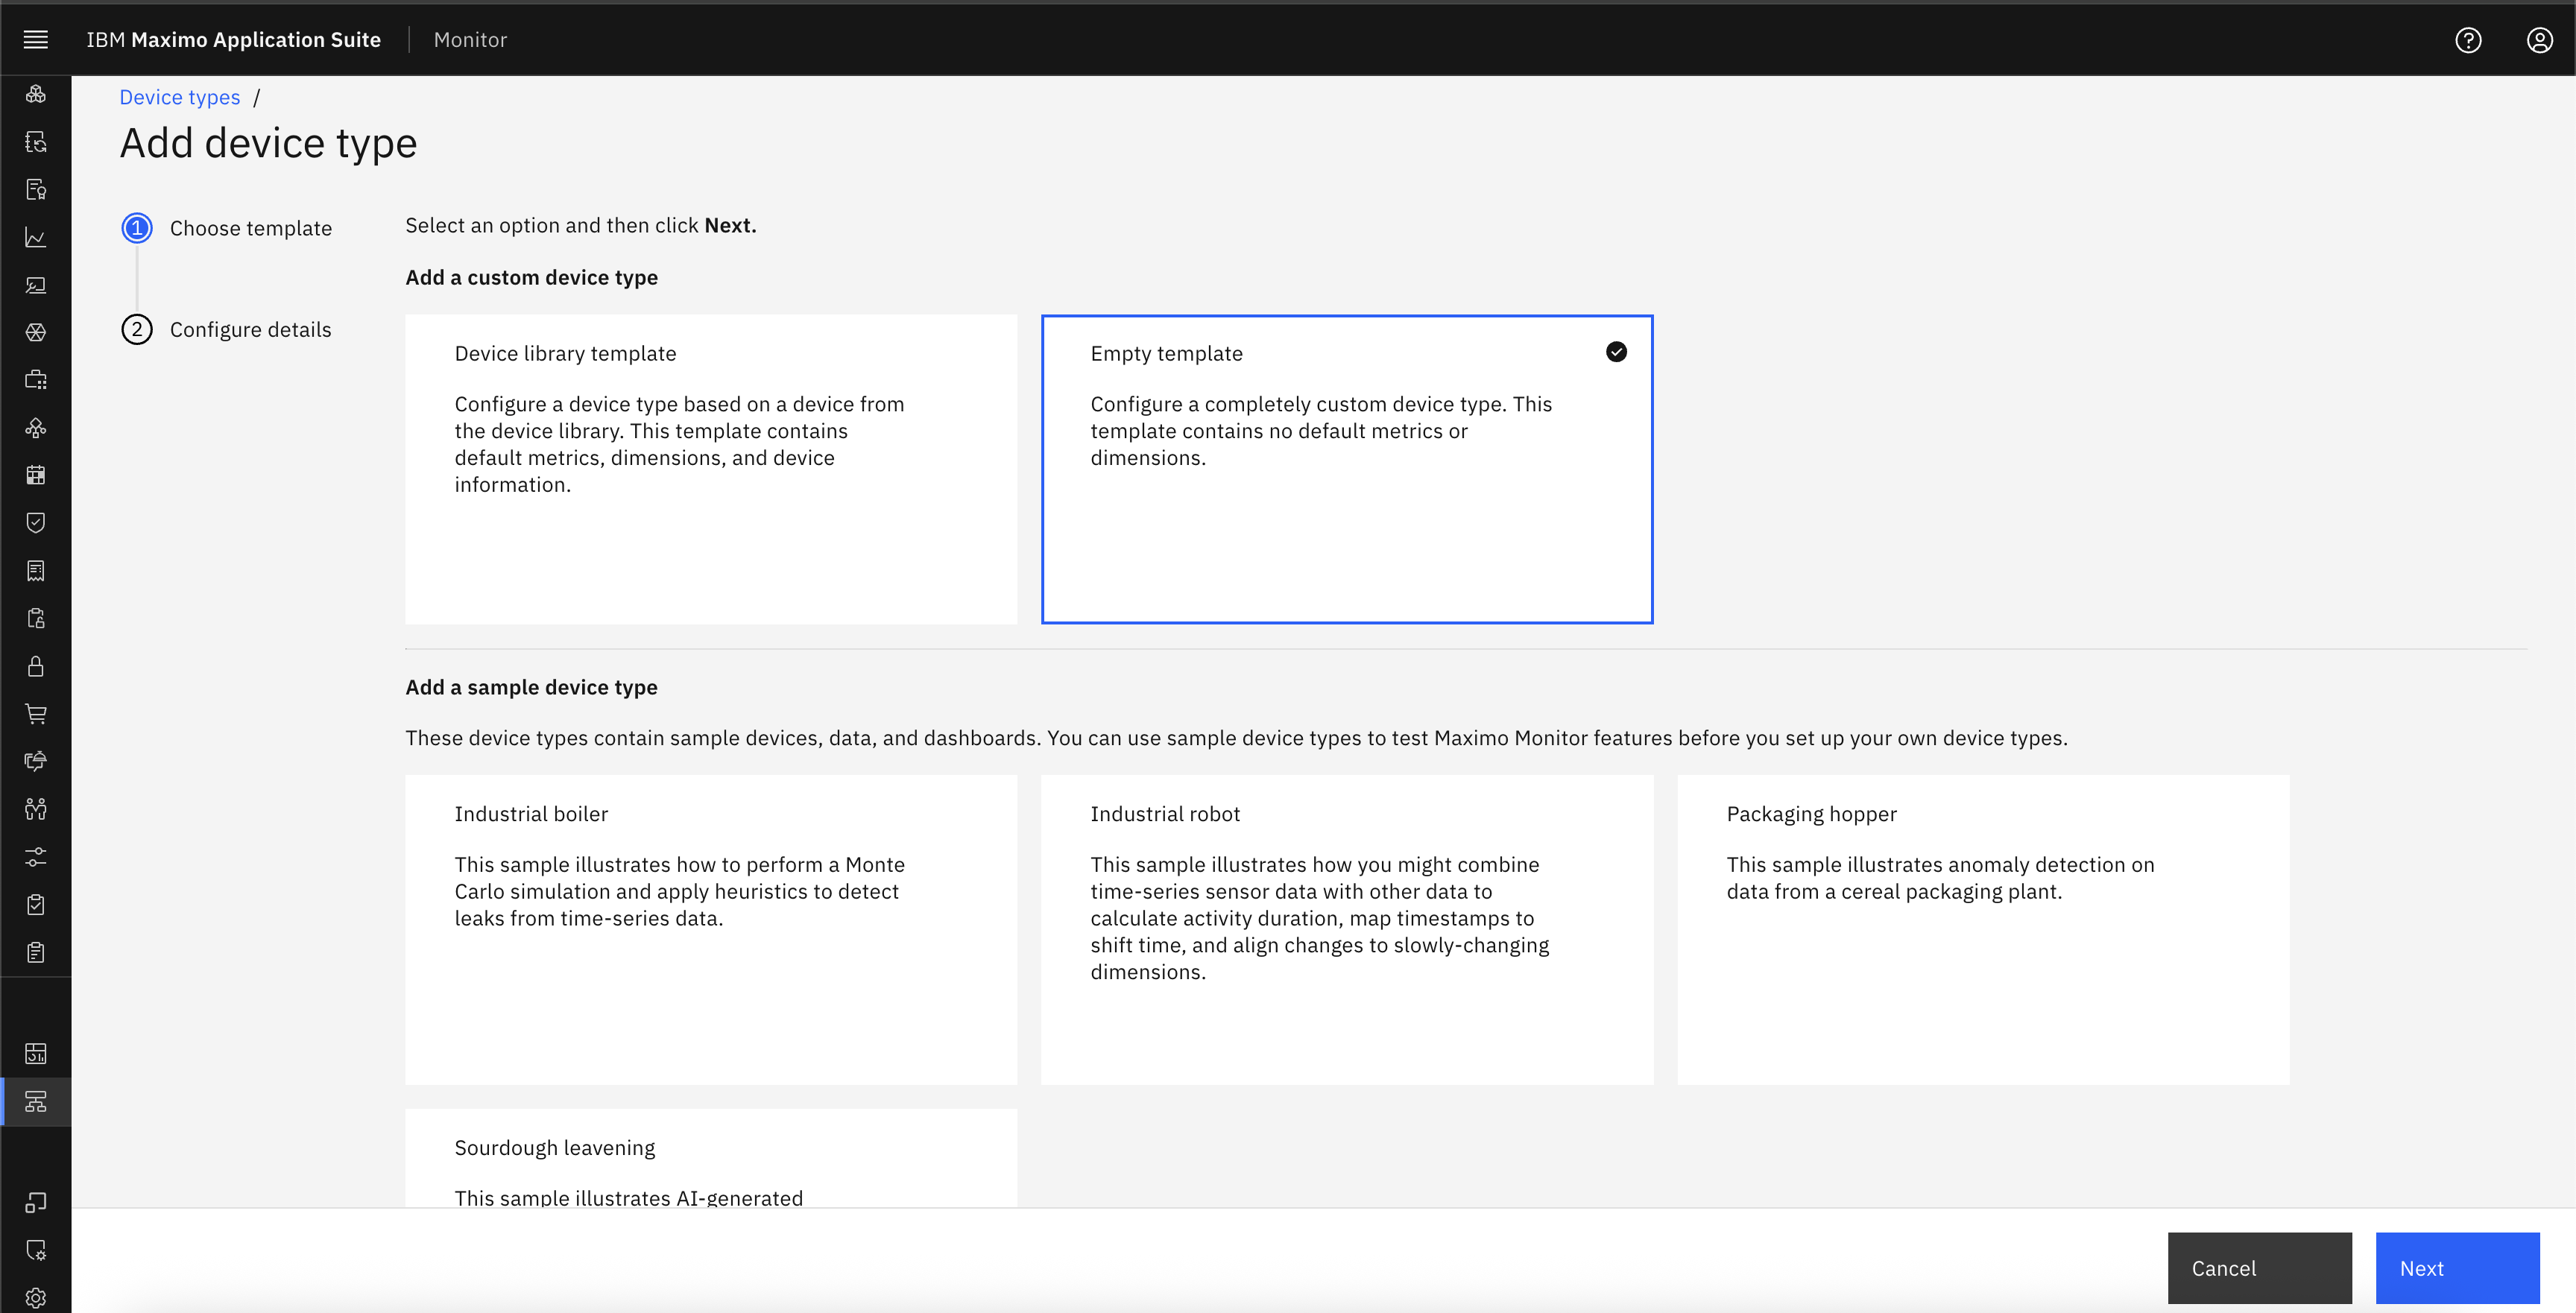 IBM Maximo Application Suite
Monitor
Device types /
Add device type
1 Choose template
2 Configure details
Select an option and then click Next.
Add a custom device type
Device library template
Configure a device type based on a device from
the device library. This template contains
default metrics, dimensions, and device
information.
Empty template
Configure a completely custom device type. This
template contains no default metrics or
dimensions.
Add a sample device type
These device types contain sample devices, data, and dashboards. You can use sample device types to test Maximo Monitor features before you set up your own device types.
Industrial boiler
This sample illustrates how to perform a Monte
Carlo simulation and apply heuristics to detect
leaks from time-series data.
Industrial robot
This sample illustrates how you might combine
time-series sensor data with other data to
calculate activity duration, map timestamps to
shift time, and align changes to slowly-changing
dimensions.
Packaging hopper
This sample illustrates anomaly detection on
data from a cereal packaging plant.
Sourdough leavening
This sample illustrates AI-generated
Cancel
Next